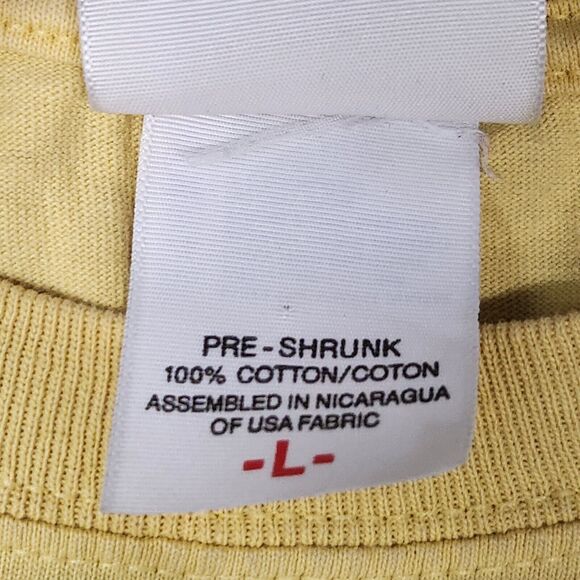 PRE-SHRUNK
100% COTTON/COTON
ASSEMBLED IN NICARAGUA
OF USA FABRIC
-L-